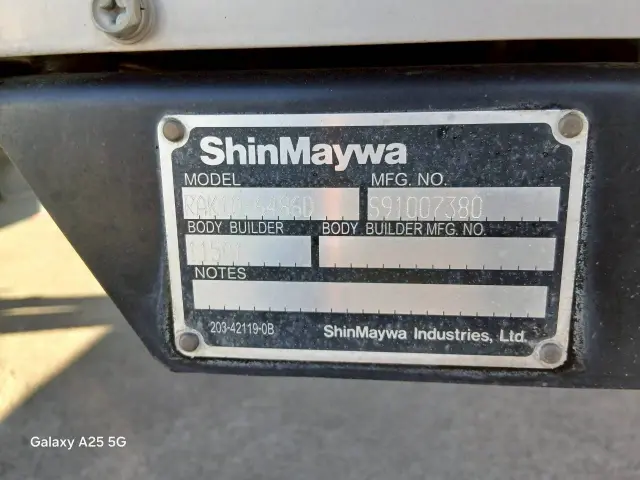 ShinMaywa
MODEL MFG. NO.
S91007380
BODY BUILDER BODY BUILDER MFG. NO.
NOTES
203-42119-0B ShinMaywa Industries, Ltd.
Galaxy A25 5G